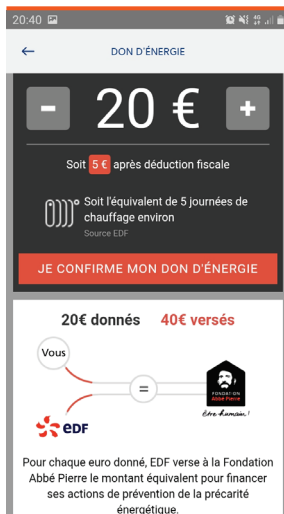 20:40
4G
DON D'ÉNERGIE
- 20 € +
Soit 5 € après déduction fiscale
Soit l'équivalent de 5 journées de
chauffage environ
Source EDF
JE CONFIRME MON DON D'ÉNERGIE
20€ donnés 40€ versés
Vous
=
FONDATION
Abbé Pierre
être humain !
eDF
Pour chaque euro donné, EDF verse à la Fondation
Abbé Pierre le montant équivalent pour financer
ses actions de prévention de la précarité
énergétique.